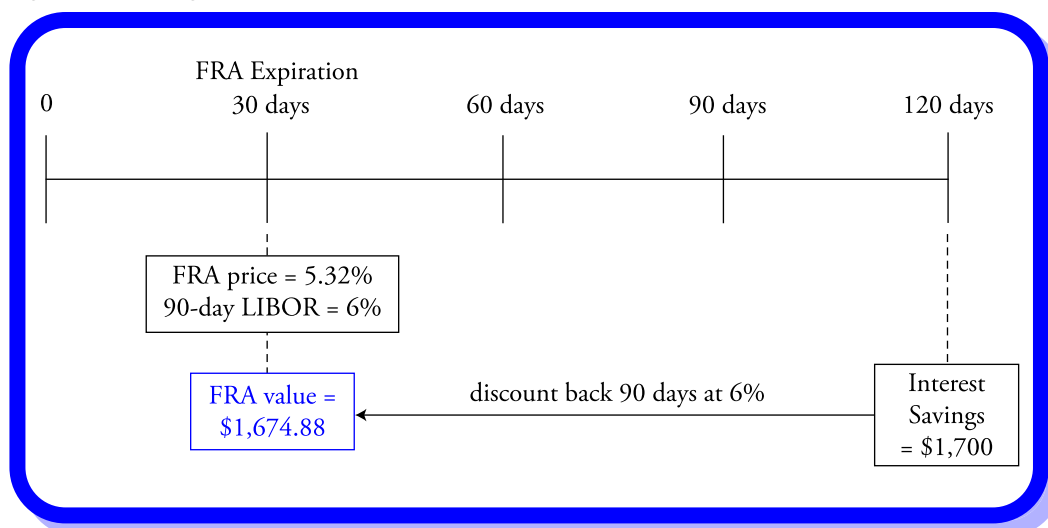 FRA Expiration
0
30 days
60 days
90 days
120 days
FRA price = 5.32%
90-day LIBOR = 6%
FRA value =
$1,674.88
discount back 90 days at 6%
Interest
Savings
= $1,700